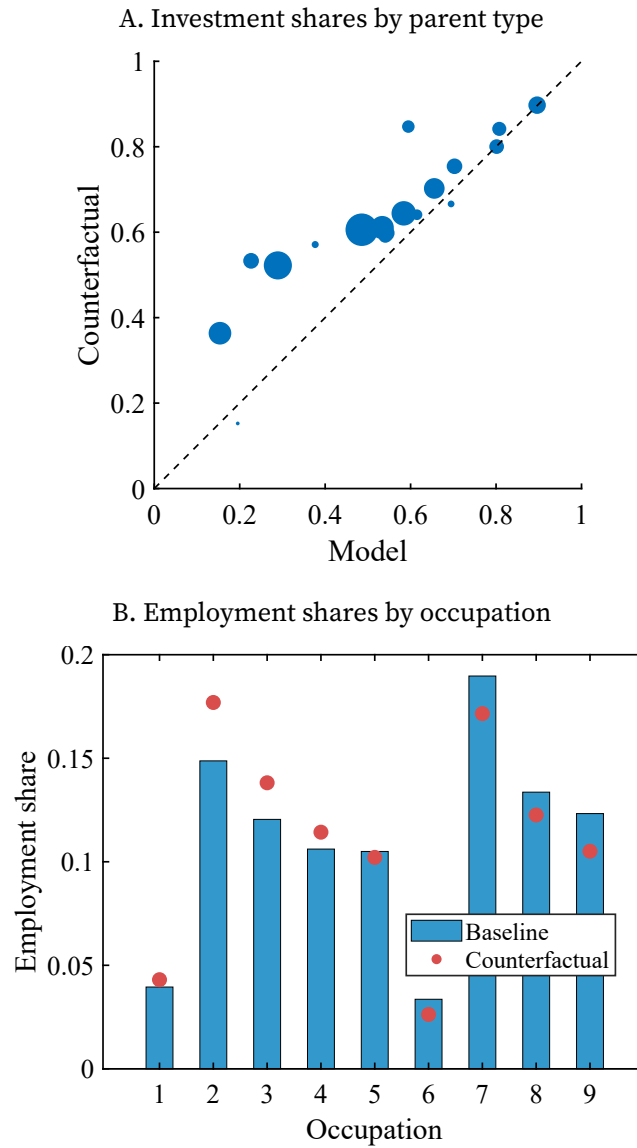 A. Investment shares by parent type
1
0.8
0.6
0.4
0.2
0
Counterfactual
0 0.2 0.4 0.6 0.8 1
Model
B. Employment shares by occupation
0.2
0.15
0.1
0.05
0
Employment share
Baseline
Counterfactual
1 2 3 4 5 6 7 8 9
Occupation